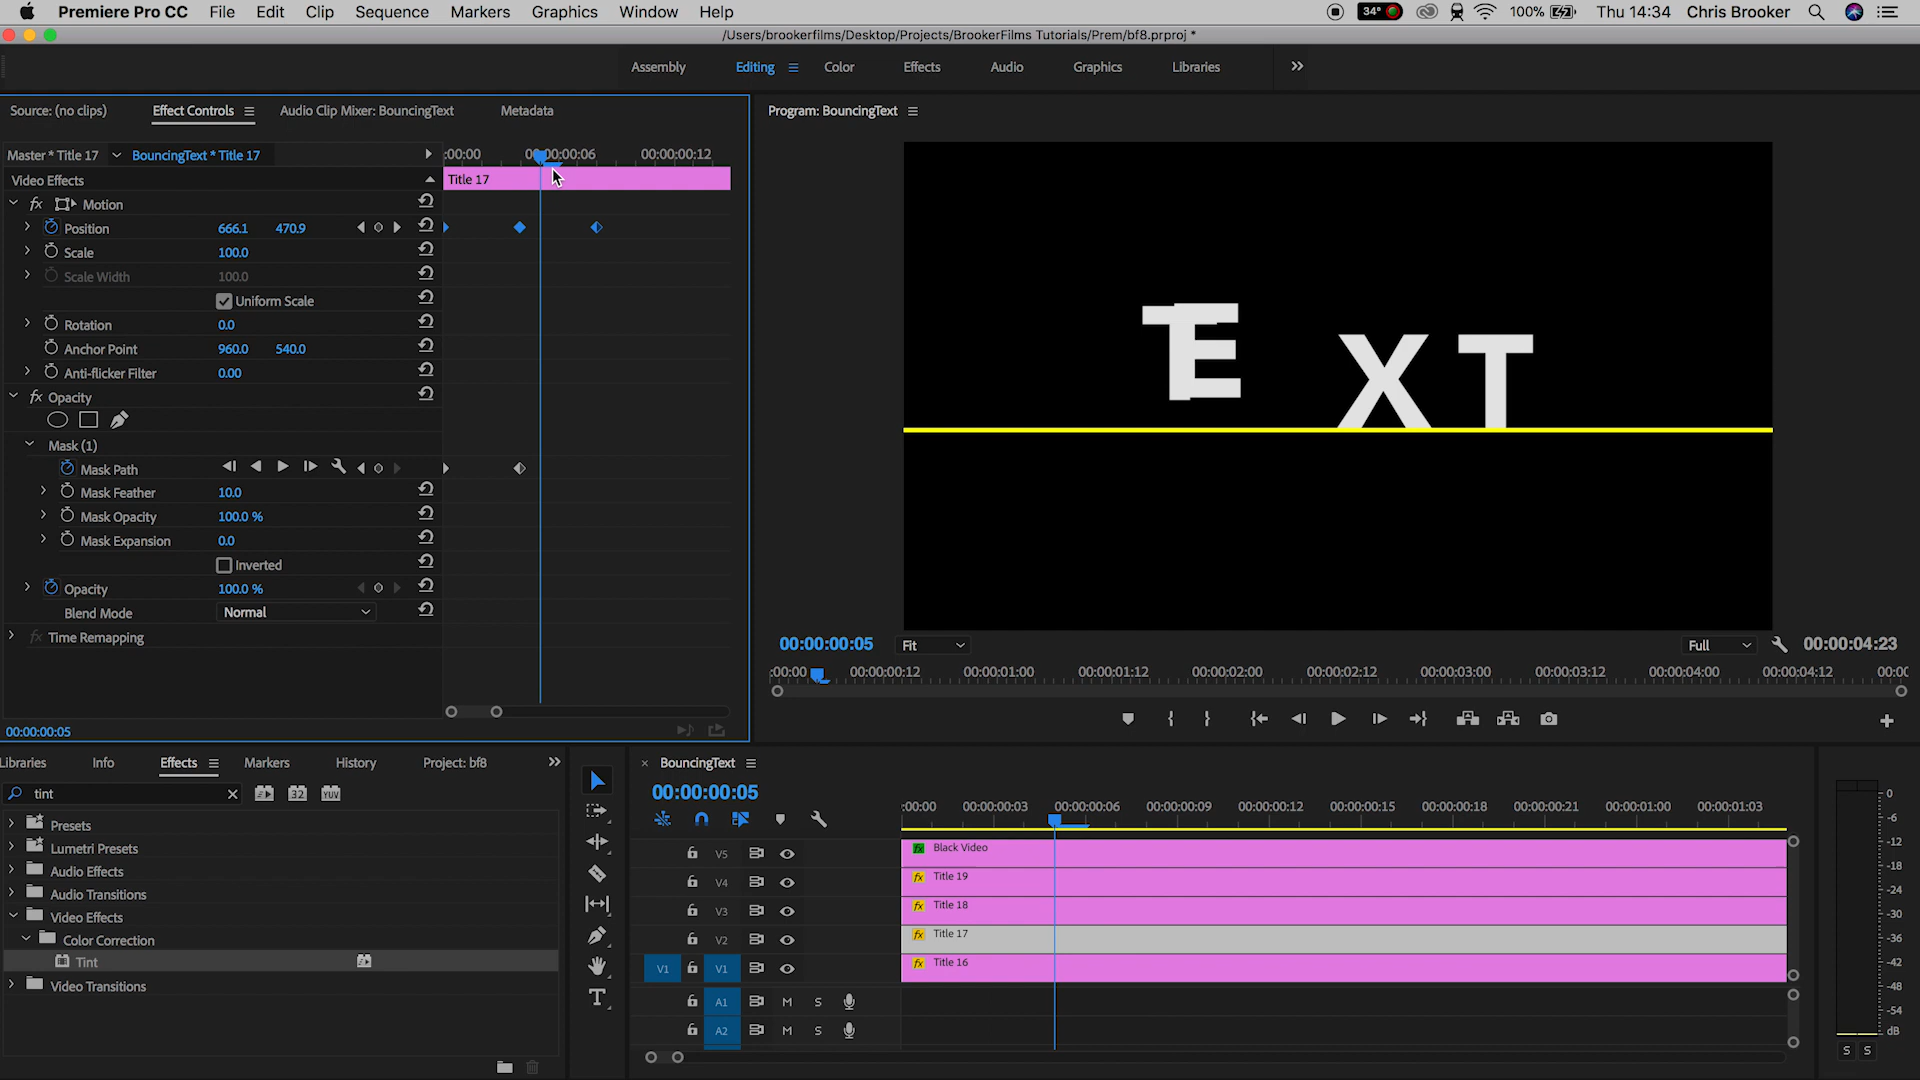 Premiere Pro CC File Edit Clip Sequence Markers Graphics Window Help 34° 100% Thu 14:34 Chris Brooker
/Users/brookerfilms/Desktop/Projects/BrookerFilms Tutorials/Prem/bf8.prproj *
Assembly Editing Color Effects Audio Graphics Libraries
Source: (no clips) Effect Controls Audio Clip Mixer: BouncingText Metadata
Program: BouncingText
Master * Title 17 BouncingText * Title 17
:00:00 00:00:00:06 00:00:00:12
Video Effects
Title 17
fx Motion
Position 666.1 470.9
Scale 100.0
Scale Width 100.0
Uniform Scale
Rotation 0.0
Anchor Point 960.0 540.0
Anti-flicker Filter 0.00
fx Opacity
Mask (1)
Mask Path
Mask Feather 10.0
Mask Opacity 100.0 %
Mask Expansion 0.0
Inverted
Opacity 100.0 %
Blend Mode Normal
fx Time Remapping
00:00:00:05
TEXT
00:00:00:05 Fit Full 00:00:04:23
:00:00 00:00:00:12 00:00:01:00 00:00:01:12 00:00:02:00 00:00:02:12 00:00:03:00 00:00:03:12 00:00:04:00 00:00:04:12 00:0
Libraries Info Effects Markers History Project: bf8
tint 32 YUV
Presets
Lumetri Presets
Audio Effects
Audio Transitions
Video Effects
Color Correction
Tint
Video Transitions
T
× BouncingText
00:00:00:05
:00:00 00:00:00:03 00:00:00:06 00:00:00:09 00:00:00:12 00:00:00:15 00:00:00:18 00:00:00:21 00:00:01:00 00:00:01:03
V5 fx Black Video
V4 fx Title 19
V3 fx Title 18
V2 fx Title 17
V1 V1 fx Title 16
A1 M S
A2 M S
0
-6
-12
-18
-24
-30
-36
-42
-48
-54
dB
S S